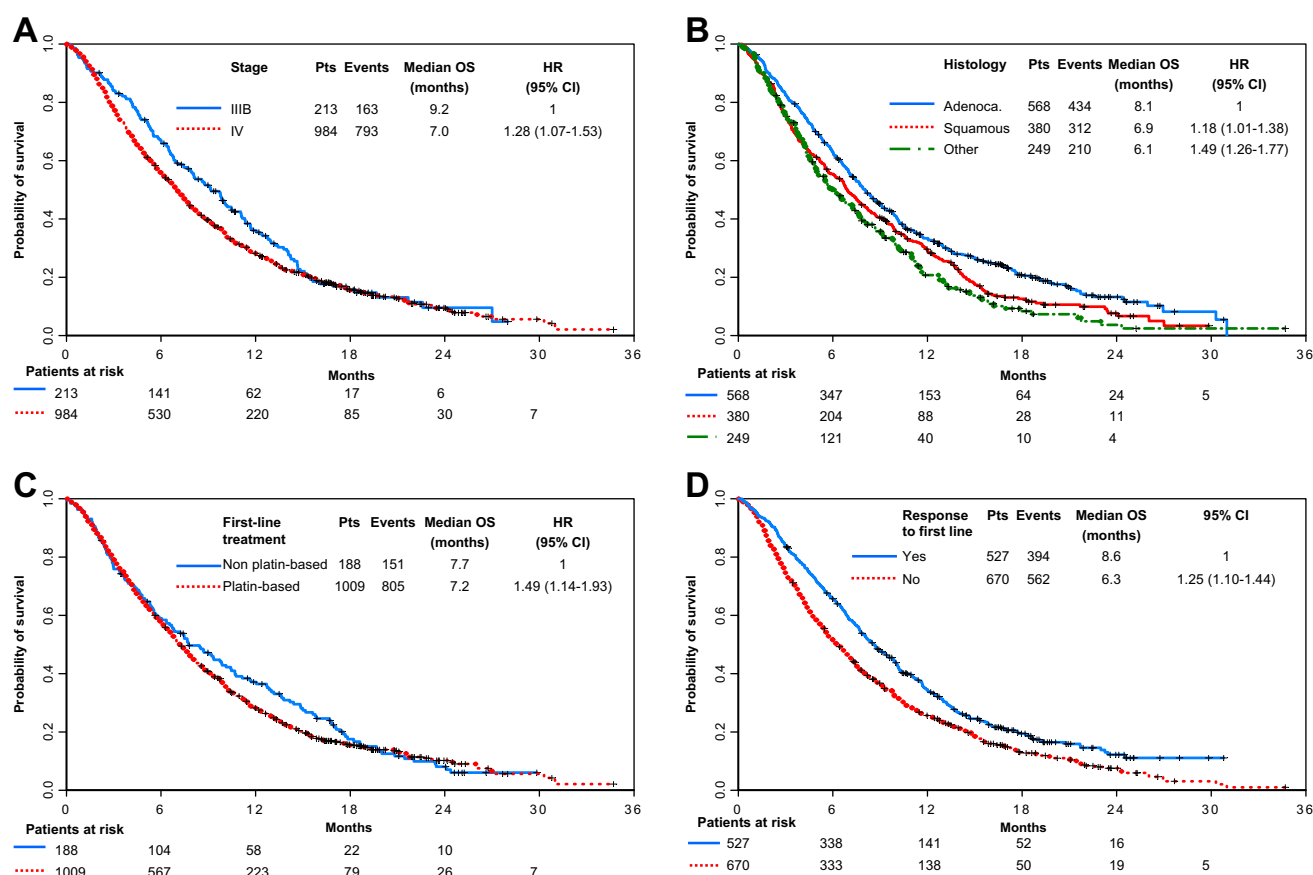 A
Stage Pts Events Median OS HR
(months) (95% CI)
IIIB 213 163 9.2 1
IV 984 793 7.0 1.28 (1.07-1.53)
Probability of survival
1.0
0.8
0.6
0.4
0.2
0.0
0 6 12 18 24 30 36
Months
Patients at risk
213 141 62 17 6
984 530 220 85 30 7
B
Histology Pts Events Median OS HR
(months) (95% CI)
Adenoca. 568 434 8.1 1
Squamous 380 312 6.9 1.18 (1.01-1.38)
Other 249 210 6.1 1.49 (1.26-1.77)
Probability of survival
1.0
0.8
0.6
0.4
0.2
0.0
0 6 12 18 24 30 36
Months
Patients at risk
568 347 153 64 24 5
380 204 88 28 11
249 121 40 10 4
C
First-line Pts Events Median OS HR
treatment (months) (95% CI)
Non platin-based 188 151 7.7 1
Platin-based 1009 805 7.2 1.49 (1.14-1.93)
Probability of survival
1.0
0.8
0.6
0.4
0.2
0.0
0 6 12 18 24 30 36
Months
Patients at risk
188 104 58 22 10
1009 567 223 79 26 7
D
Response Pts Events Median OS 95% CI
to first line (months)
Yes 527 394 8.6 1
No 670 562 6.3 1.25 (1.10-1.44)
Probability of survival
1.0
0.8
0.6
0.4
0.2
0.0
0 6 12 18 24 30 36
Months
Patients at risk
527 338 141 52 16
670 333 138 50 19 5